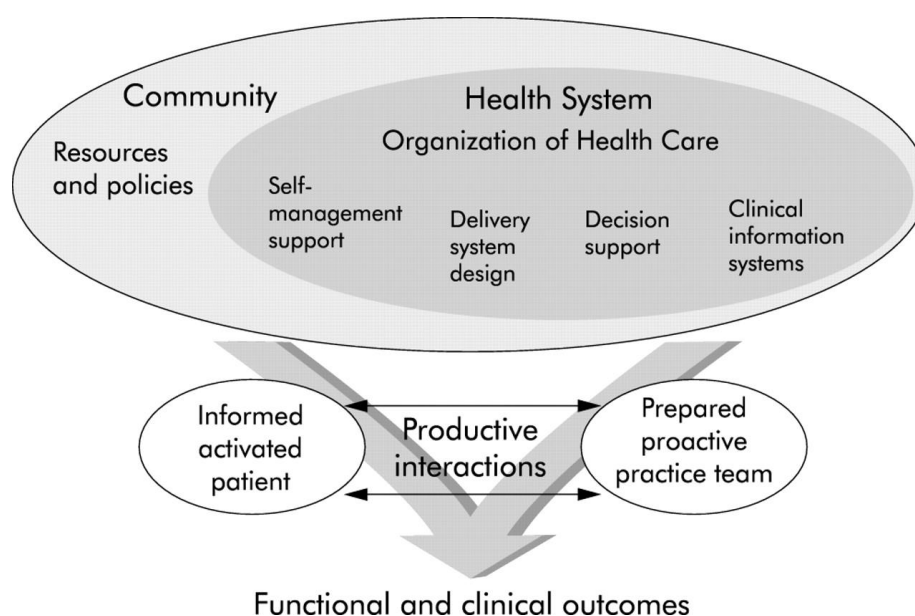 Community
Health System
Organization of Health Care
Resources
and policies
Self-
management
support
Delivery
system
design
Decision
support
Clinical
information
systems
Informed
activated
patient
Productive
interactions
Prepared
proactive
practice team
Functional and clinical outcomes